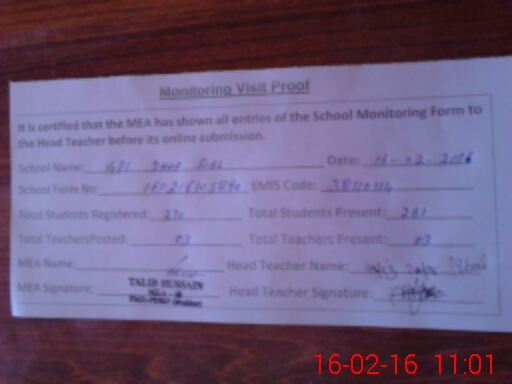 Monitoring Visit Proof
It is certified that the MEA has shown all entries of the School Monitoring Form to
the Head Teacher before its online submission.
School Name: GPS Date: 16-02-2016
School Form No: EMIS Code:
Total Students Registered: 270 Total Students Present: 261
Total TeachersPosted: 03 Total Teachers Present: 03
MEA Name: Head Teacher Name:
MEA Signature: TALIB HUSSAIN Head Teacher Signature:
16-02-16 11:01